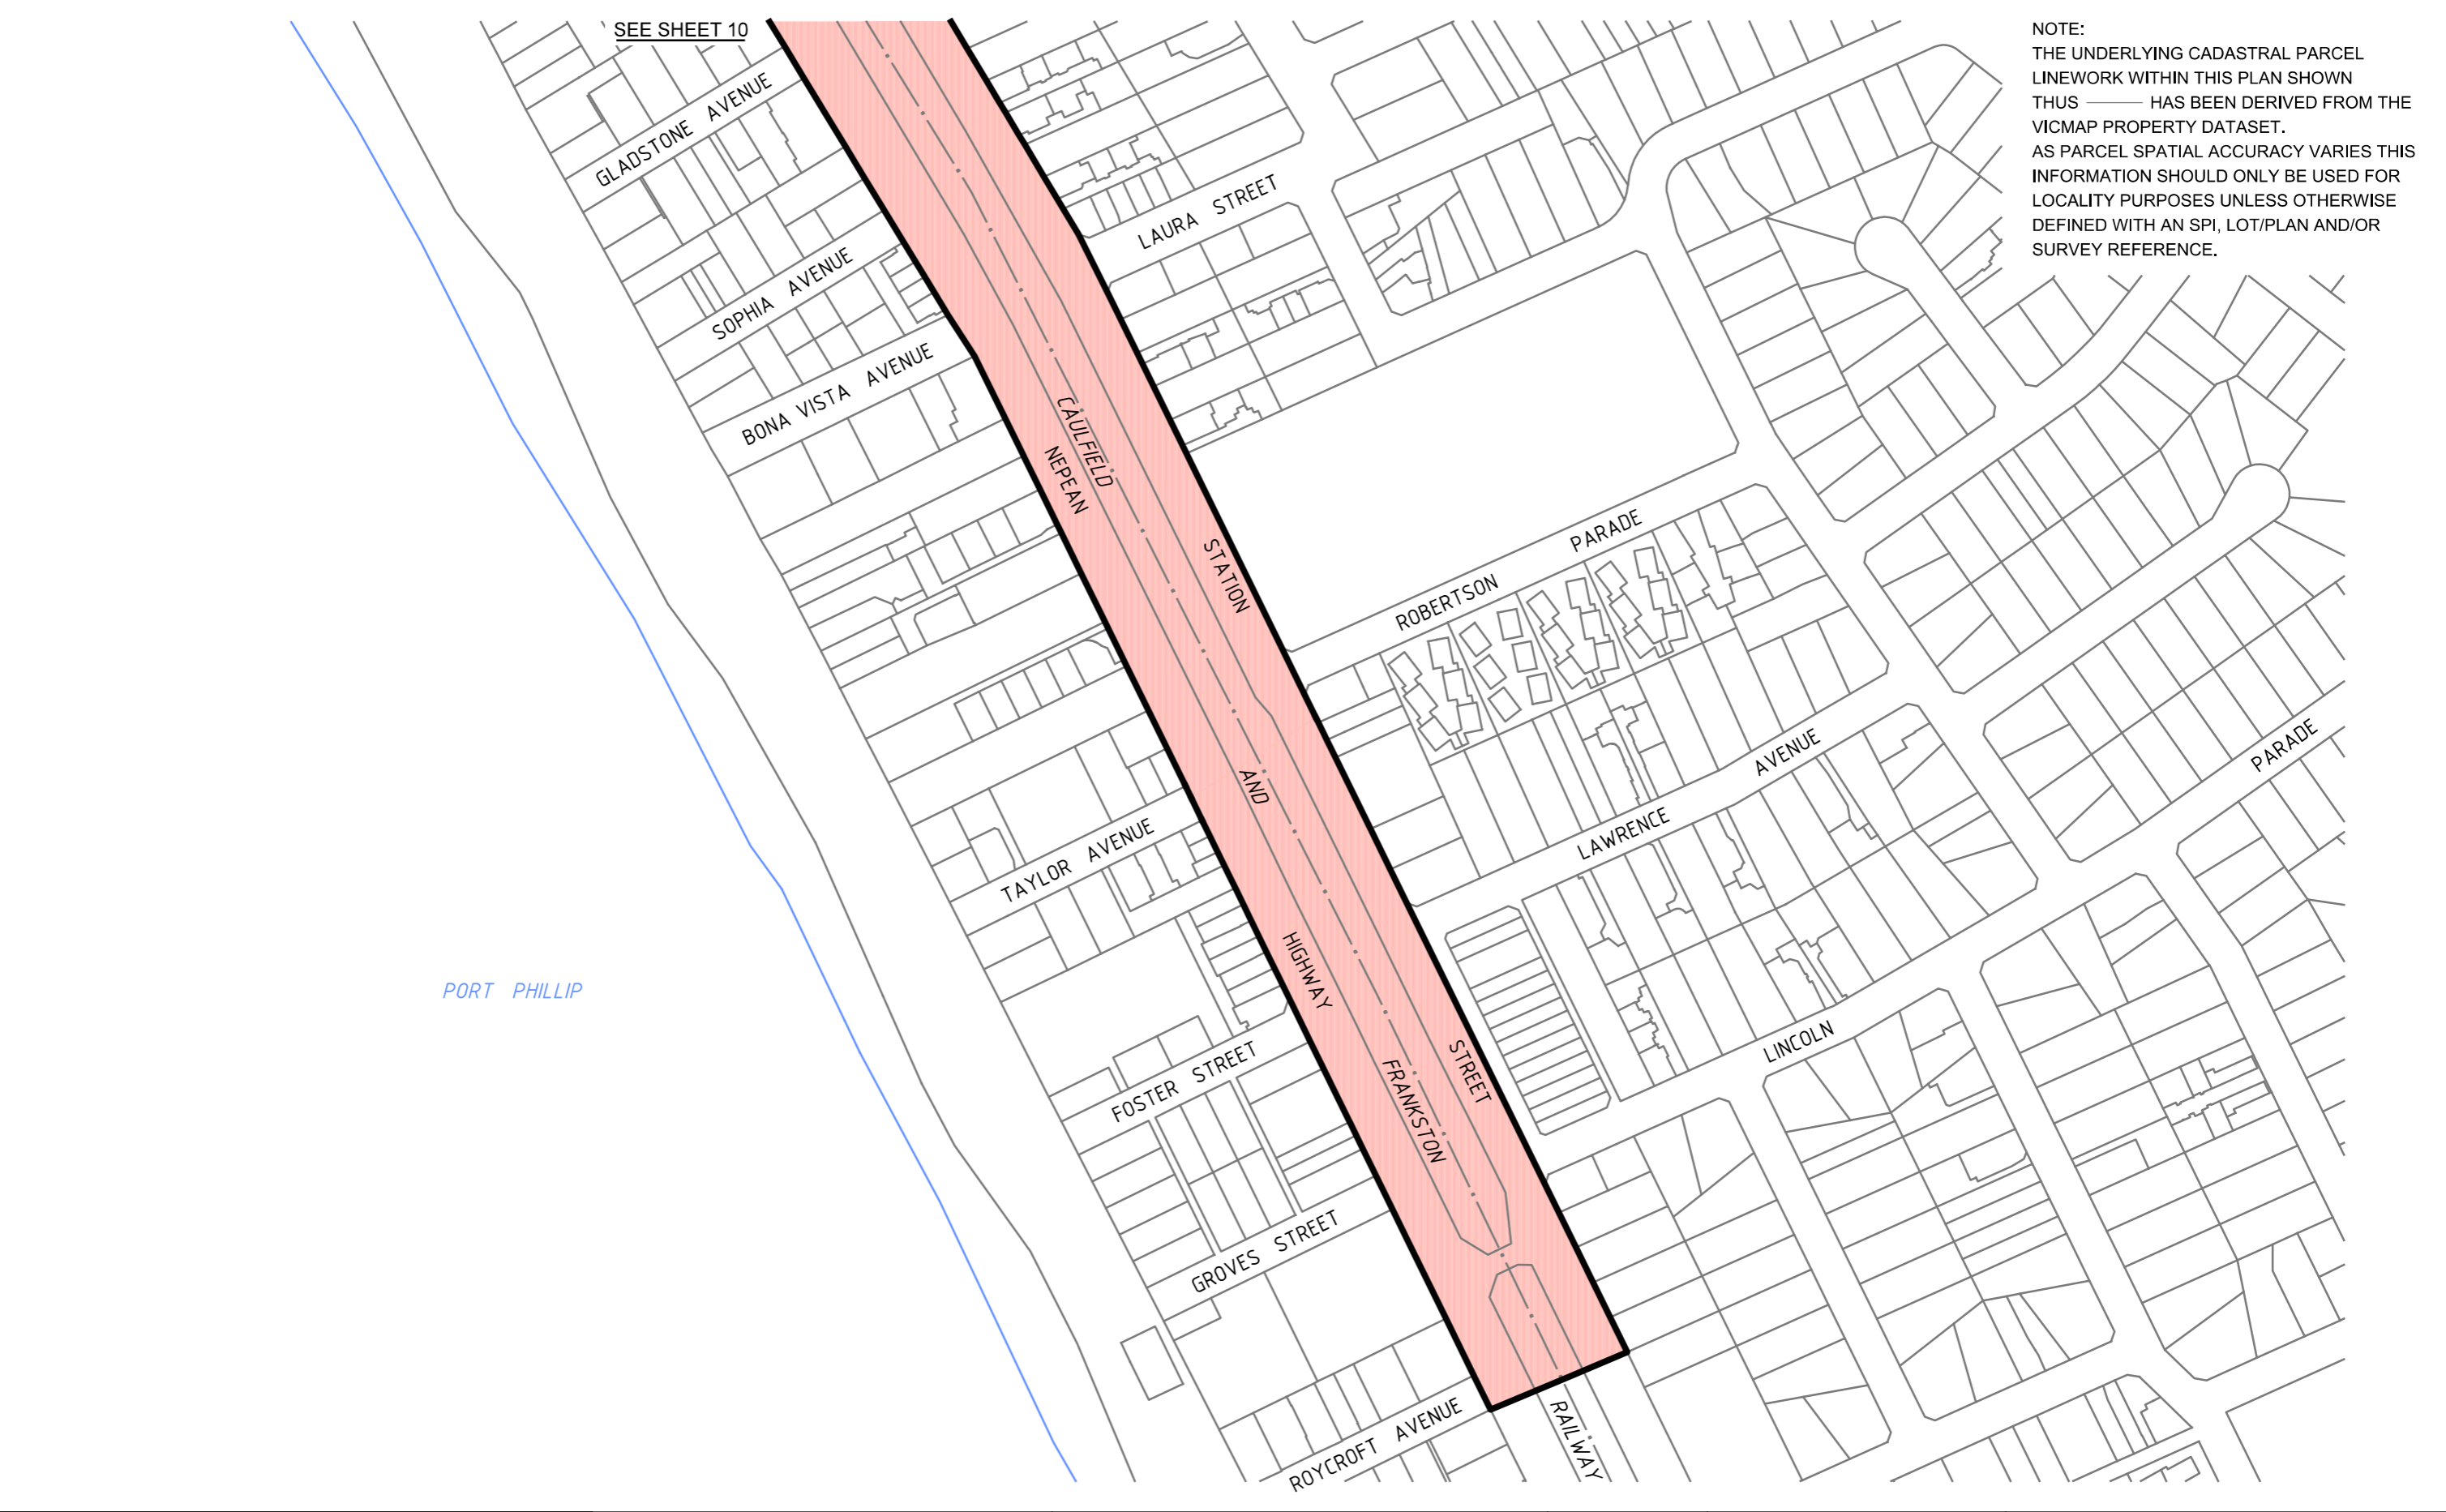 SEE SHEET 10
NOTE:
THE UNDERLYING CADASTRAL PARCEL
LINEWORK WITHIN THIS PLAN SHOWN
THUS ——— HAS BEEN DERIVED FROM THE
VICMAP PROPERTY DATASET.
AS PARCEL SPATIAL ACCURACY VARIES THIS
INFORMATION SHOULD ONLY BE USED FOR
LOCALITY PURPOSES UNLESS OTHERWISE
DEFINED WITH AN SPI, LOT/PLAN AND/OR
SURVEY REFERENCE.
GLADSTONE AVENUE
LAURA STREET
SOPHIA AVENUE
BONA VISTA AVENUE
CAULFIELD
NEPEAN
STATION
ROBERTSON PARADE
AND
LAWRENCE AVENUE
PARADE
TAYLOR AVENUE
HIGHWAY
PORT PHILLIP
LINCOLN
STREET
FRANKSTON
FOSTER STREET
GROVES STREET
ROYCROFT AVENUE
RAILWAY